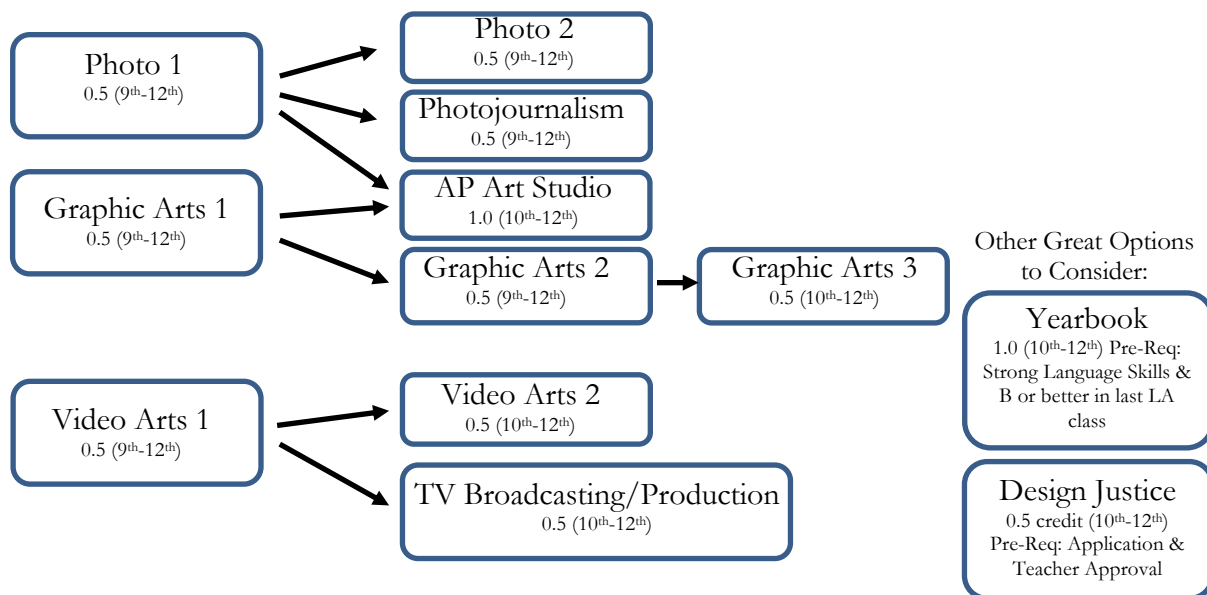 Photo 1
0.5 (9th-12th)
Photo 2
0.5 (9th-12th)
Photojournalism
0.5 (9th-12th)
Graphic Arts 1
0.5 (9th-12th)
AP Art Studio
1.0 (10th-12th)
Graphic Arts 2
0.5 (9th-12th)
Graphic Arts 3
0.5 (10th-12th)
Video Arts 1
0.5 (9th-12th)
Video Arts 2
0.5 (10th-12th)
TV Broadcasting/Production
0.5 (10th-12th)
Other Great Options
to Consider:
Yearbook
1.0 (10th-12th) Pre-Req:
Strong Language Skills &
B or better in last LA
class
Design Justice
0.5 credit (10th-12th)
Pre-Req: Application &
Teacher Approval